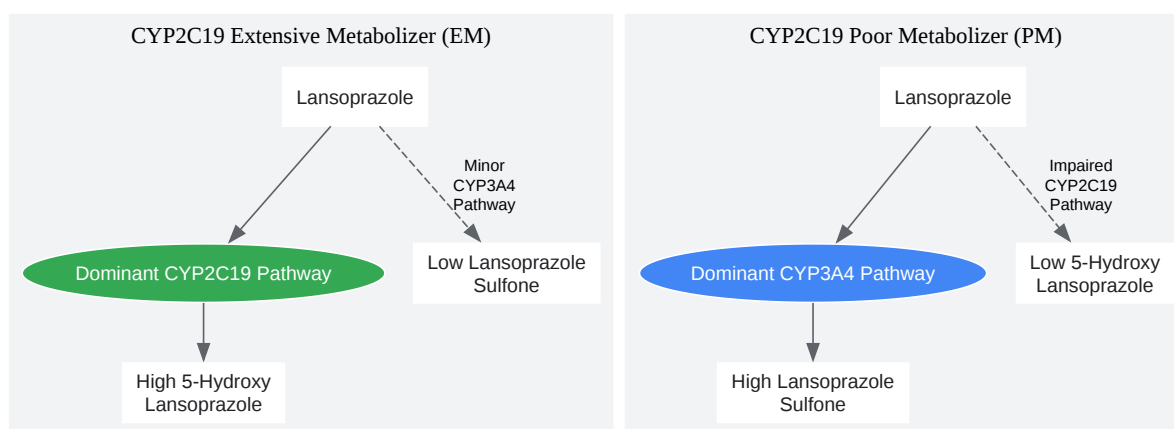 CYP2C19 Extensive Metabolizer (EM)
Lansoprazole
Minor
CYP3A4
Pathway
Dominant CYP2C19 Pathway
Low Lansoprazole
Sulfone
High 5-Hydroxy
Lansoprazole
CYP2C19 Poor Metabolizer (PM)
Lansoprazole
Impaired
CYP2C19
Pathway
Dominant CYP3A4 Pathway
Low 5-Hydroxy
Lansoprazole
High Lansoprazole
Sulfone